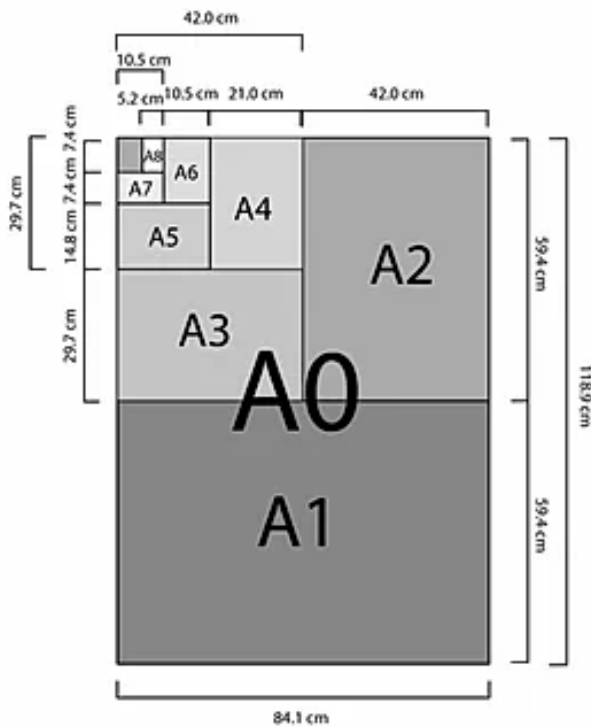 42.0 cm
10.5 cm
5.2 cm 10.5 cm 21.0 cm 42.0 cm
7.4 cm
7.4 cm
14.8 cm
29.7 cm
29.7 cm
A8
A7
A6
A5
A4
A3
A2
A0
A1
59.4 cm
59.4 cm
118.9 cm
84.1 cm